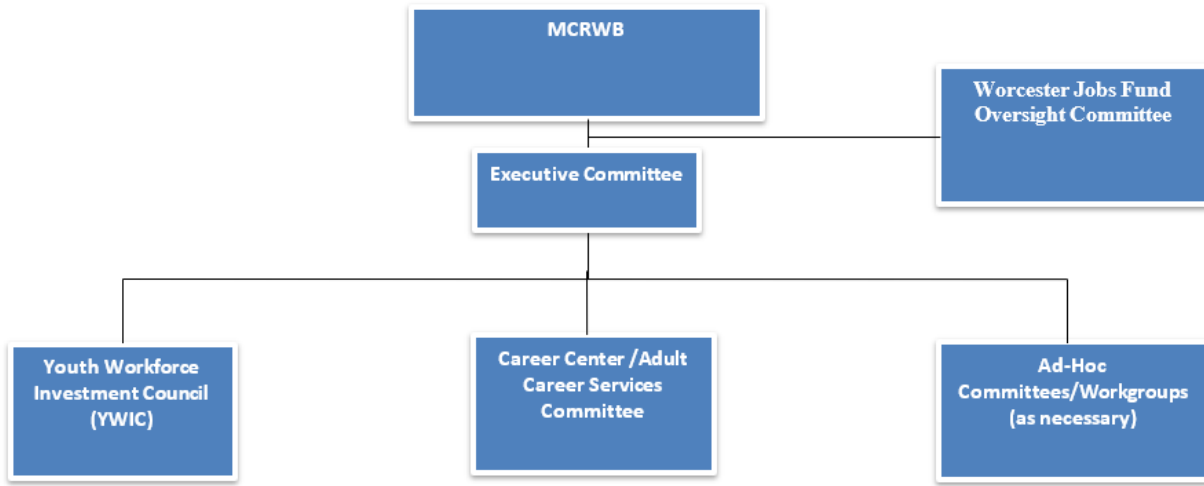 MCRWB
Worcester Jobs Fund
Oversight Committee
Executive Committee
Youth Workforce
Investment Council
(YWIC)
Career Center /Adult
Career Services
Committee
Ad-Hoc
Committees/Workgroups
(as necessary)